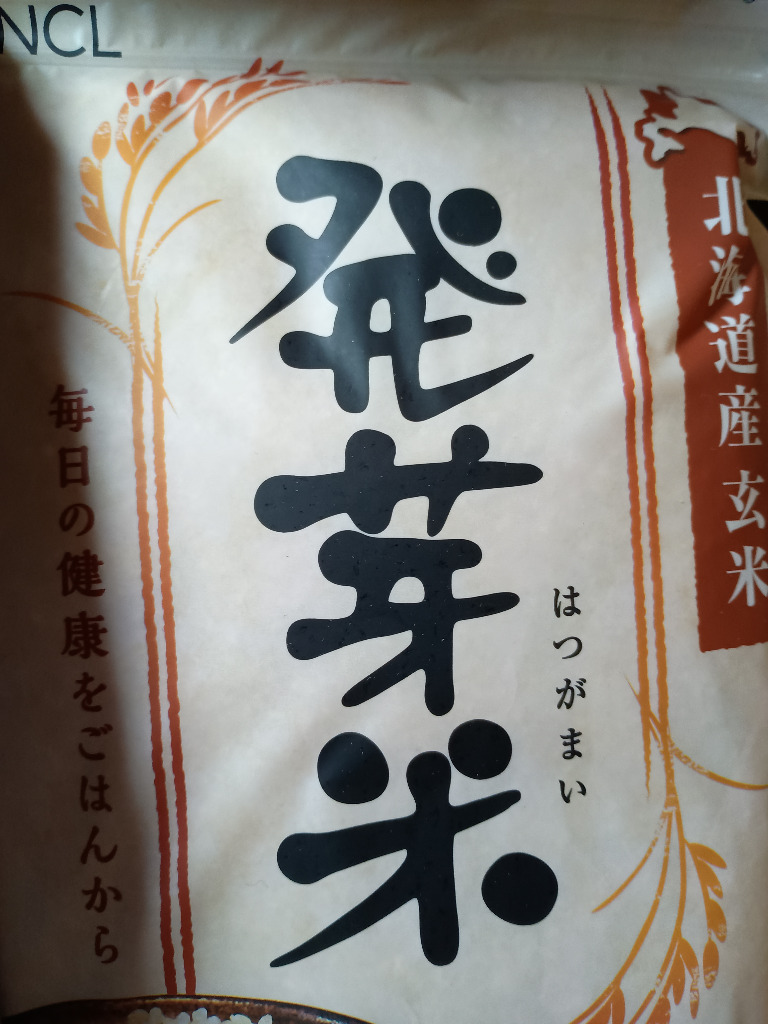 NCL
北海道産 玄米
発芽米
はつがまい
毎日の健康をごはんから